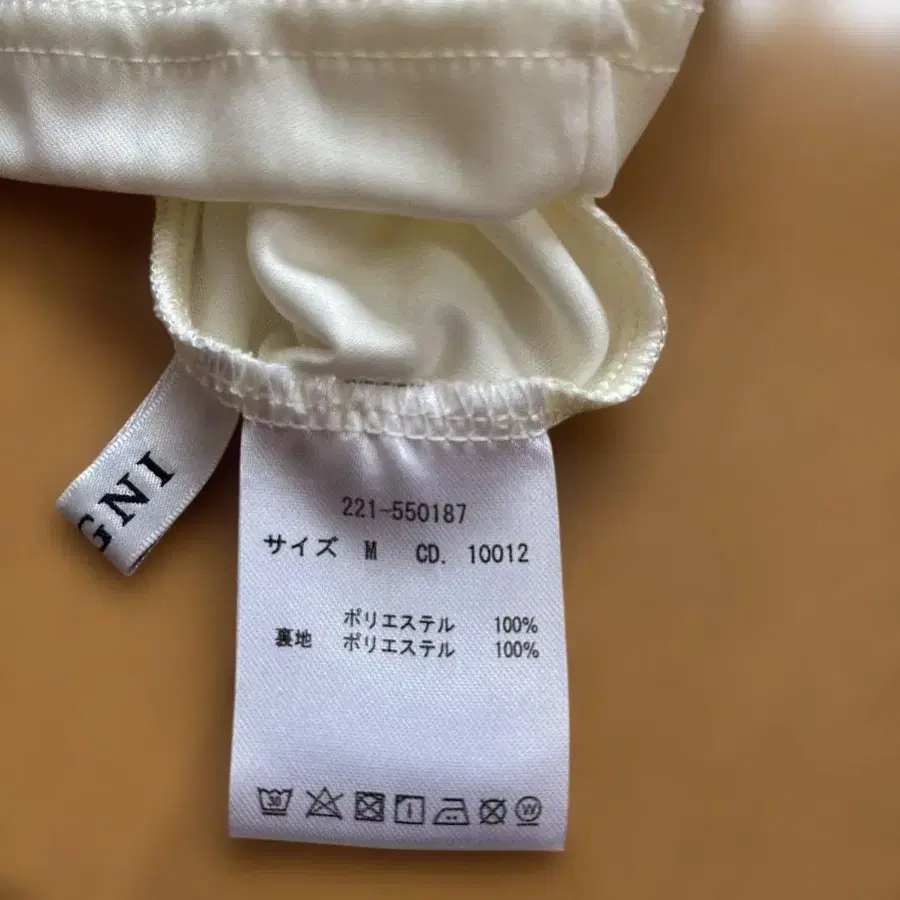 GNI
221-550187
サイズ M CD. 10012
ポリエステル 100%
裏地 ポリエステル 100%
30
W